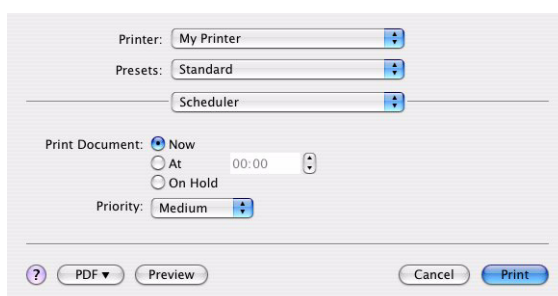 Printer: My Printer
Presets: Standard
Scheduler
Print Document: Now
At 00:00
On Hold
Priority: Medium
? PDF ▼ Preview Cancel Print